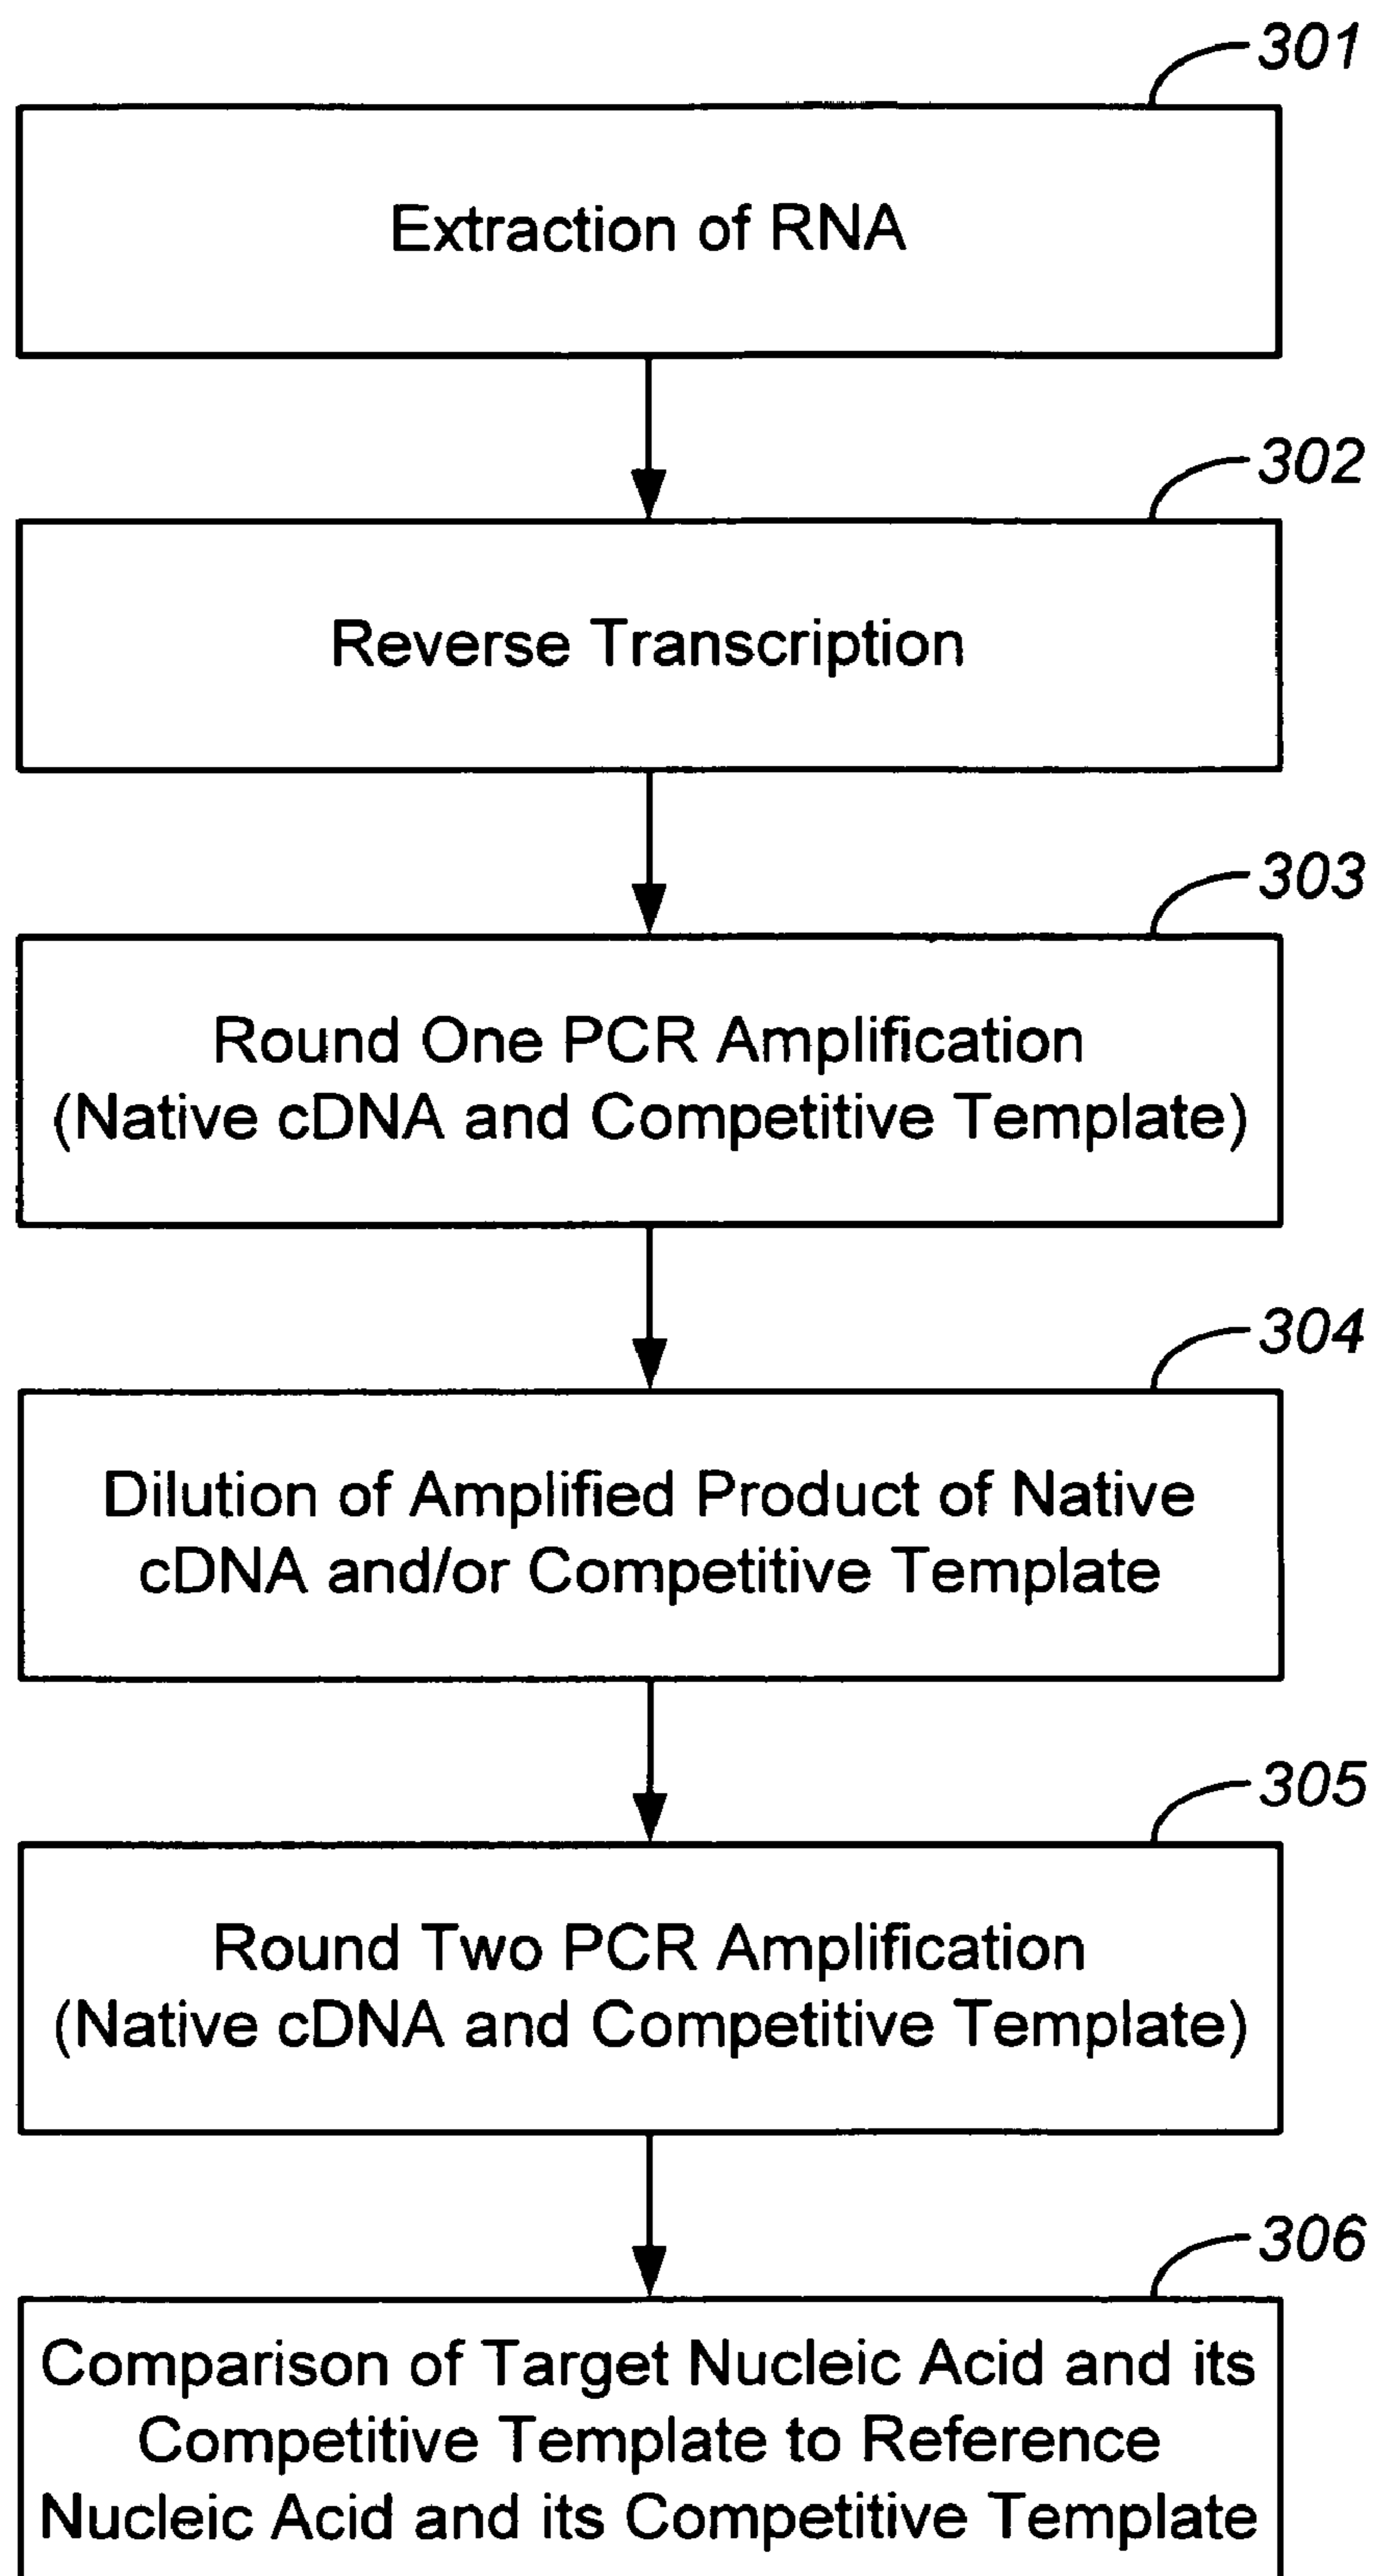 301
Extraction of RNA
302
Reverse Transcription
303
Round One PCR Amplification
(Native cDNA and Competitive Template)
304
Dilution of Amplified Product of Native
cDNA and/or Competitive Template
305
Round Two PCR Amplification
(Native cDNA and Competitive Template)
306
Comparison of Target Nucleic Acid and its
Competitive Template to Reference
Nucleic Acid and its Competitive Template